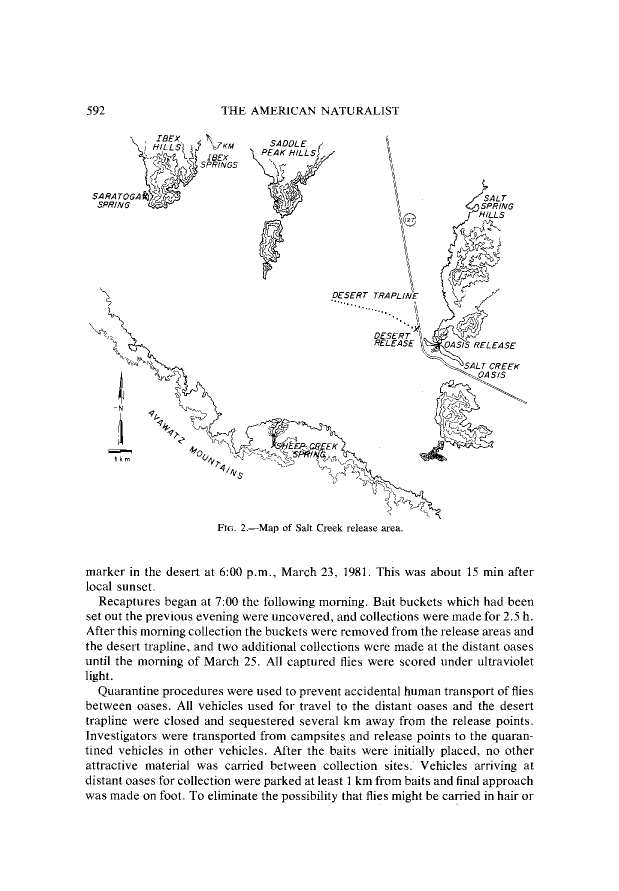 592
THE AMERICAN NATURALIST
IBEX
HILLS
7KM
IBEX
SPRINGS
SADDLE
PEAK HILLS
SARATOGA
SPRING
SALT
SPRING
HILLS
127
DESERT TRAPLINE
DESERT
RELEASE
OASIS RELEASE
SALT CREEK
OASIS
N
1 km
AVAWATZ MOUNTAINS
SHEEP CREEK
SPRING
FIG. 2.—Map of Salt Creek release area.
marker in the desert at 6:00 p.m., March 23, 1981. This was about 15 min after
local sunset.
Recaptures began at 7:00 the following morning. Bait buckets which had been
set out the previous evening were uncovered, and collections were made for 2.5 h.
After this morning collection the buckets were removed from the release areas and
the desert trapline, and two additional collections were made at the distant oases
until the morning of March 25. All captured flies were scored under ultraviolet
light.
Quarantine procedures were used to prevent accidental human transport of flies
between oases. All vehicles used for travel to the distant oases and the desert
trapline were closed and sequestered several km away from the release points.
Investigators were transported from campsites and release points to the quaran-
tined vehicles in other vehicles. After the baits were initially placed, no other
attractive material was carried between collection sites. Vehicles arriving at
distant oases for collection were parked at least 1 km from baits and final approach
was made on foot. To eliminate the possibility that flies might be carried in hair or